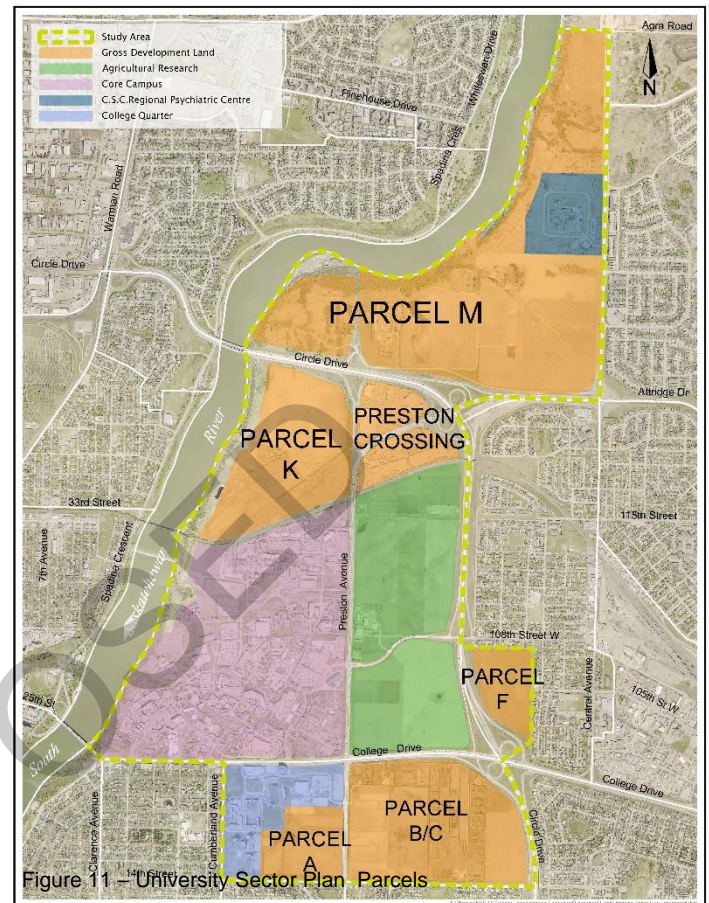 Study Area
Gross Development Land
Agricultural Research
Core Campus
C.S.C.Regional Psychiatric Centre
College Quarter
Agra Road
N
Pinehouse Drive
Whiteswan Drive
Spadina Cres
Wanman Road
Circle Drive
PARCEL M
Circle Drive
Attridge Dr
PRESTON
CROSSING
PARCEL
K
River
33rd Street
115th Street
7th Avenue
Spadina Crescent
Saskatchewan
Preston Avenue
108th Street W
PARCEL
F
Central Avenue
105th St W
25th St
South
OSED
College Drive
College Drive
Clarence Avenue
Cumberland Avenue
PARCEL
A
PARCEL
B/C
Circle Drive
14th Street
Figure 11 – University Sector Plan Parcels